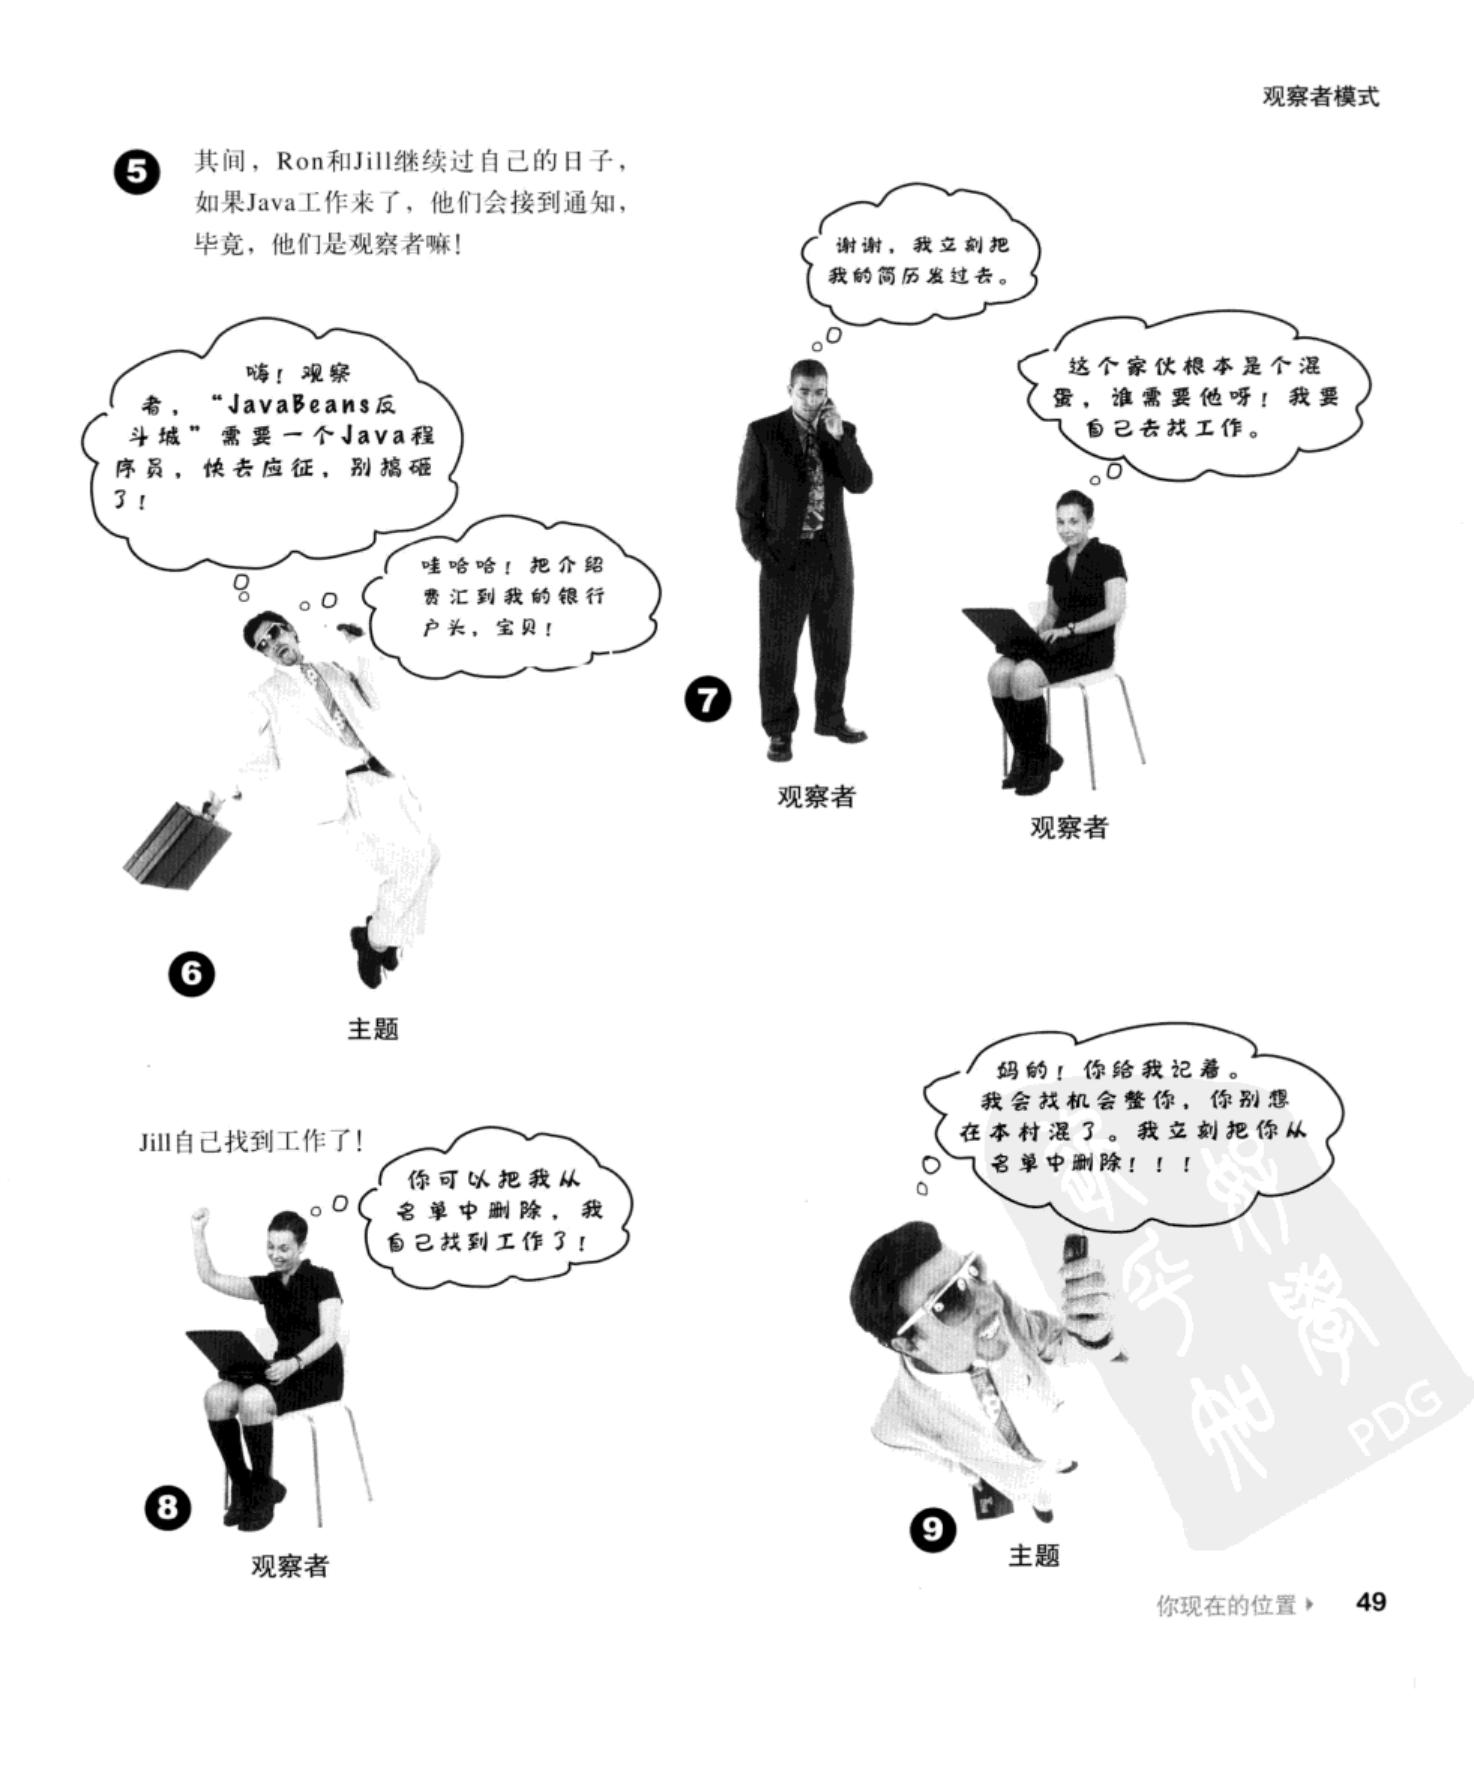 观察者模式
5
其间，Ron和Jill继续过自己的日子，
如果Java工作来了，他们会接到通知，
毕竟，他们是观察者嘛！
嗨！观察
者，“JavaBeans反
斗城”需要一个Java程
序员，快去应征，别搞砸
了！
哇哈哈！把介绍
费汇到我的银行
户头，宝贝！
6
主题
谢谢，我立刻把
我的简历发过去。
这个家伙根本是个混
蛋，谁需要他呀！我要
自己去找工作。
7
观察者
观察者
Jill自己找到工作了！
你可以把我从
名单中删除，我
自己找到工作了！
8
观察者
妈的！你给我记着。
我会找机会整你，你别想
在本村混了。我立刻把你从
名单中删除！！！
9
主题
PDG
你现在的位置 49